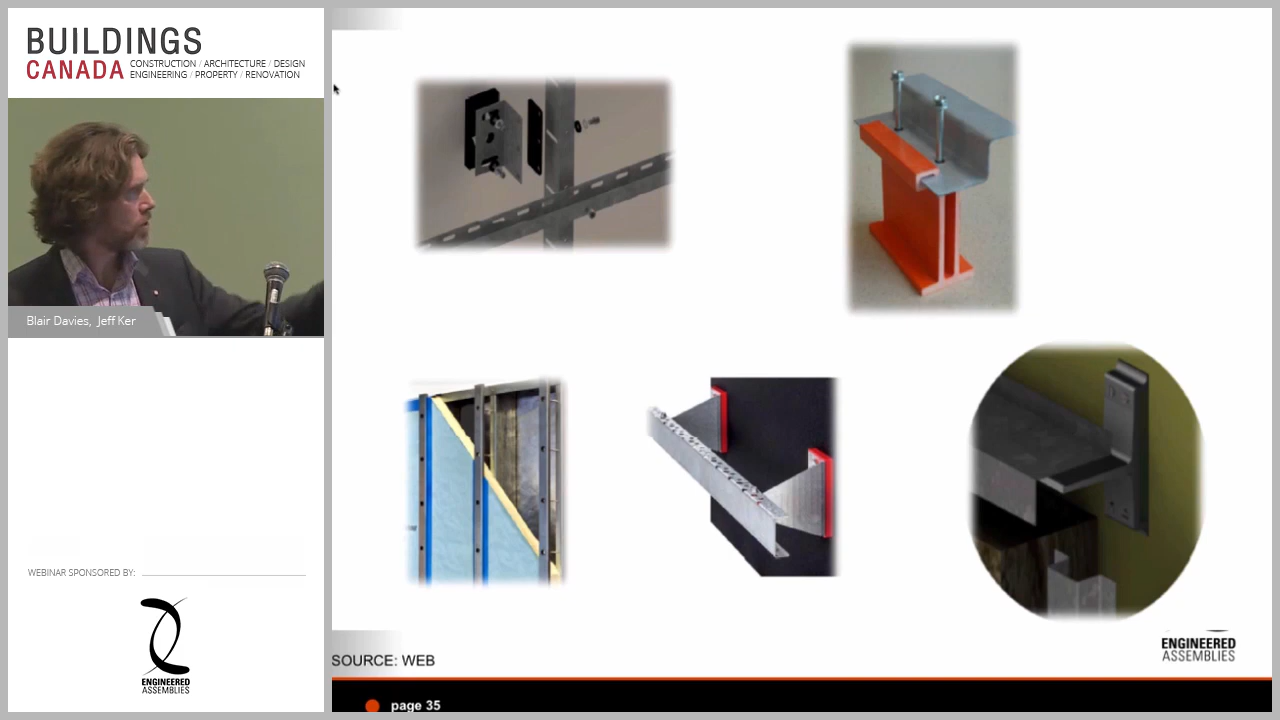 BUILDINGS
CANADA
CONSTRUCTION / ARCHITECTURE / DESIGN
ENGINEERING / PROPERTY / RENOVATION
Blair Davies, Jeff Ker
WEBINAR SPONSORED BY:
ENGINEERED
ASSEMBLIES
SOURCE: WEB
ENGINEERED
ASSEMBLIES
page 35